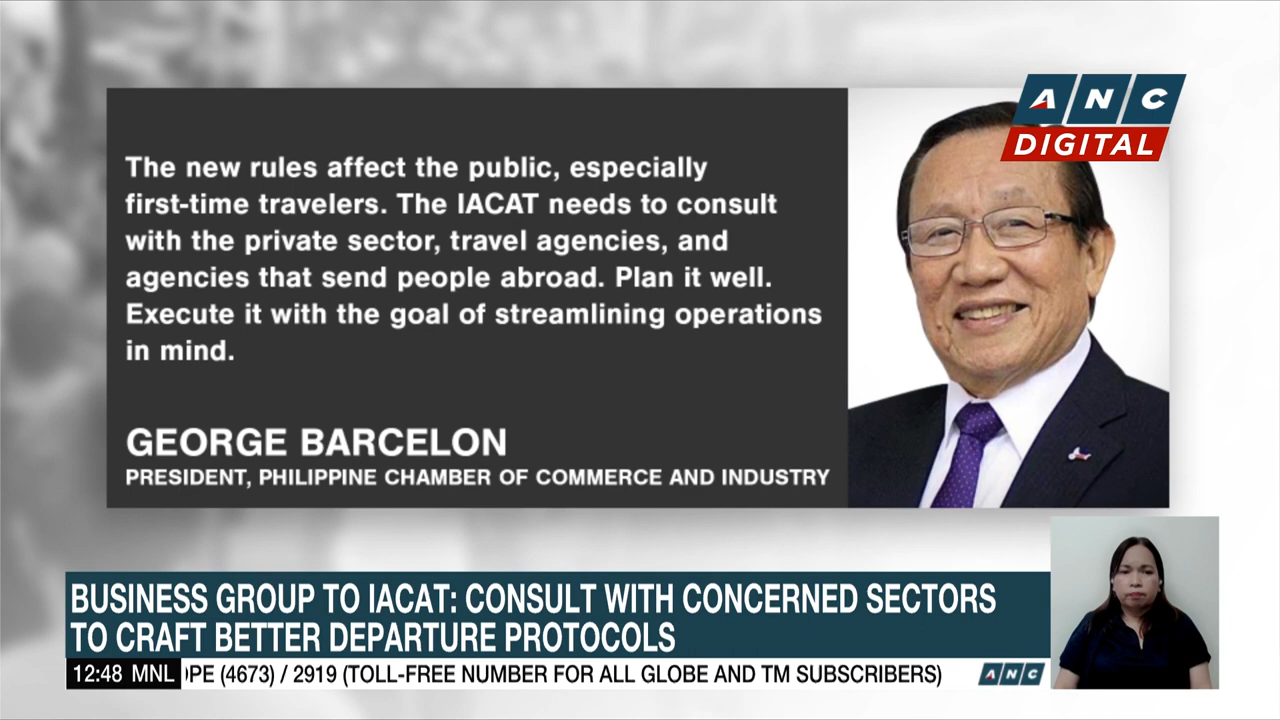 ANC
DIGITAL
The new rules affect the public, especially
first-time travelers. The IACAT needs to consult
with the private sector, travel agencies, and
agencies that send people abroad. Plan it well.
Execute it with the goal of streamlining operations
in mind.
GEORGE BARCELON
PRESIDENT, PHILIPPINE CHAMBER OF COMMERCE AND INDUSTRY
BUSINESS GROUP TO IACAT: CONSULT WITH CONCERNED SECTORS
TO CRAFT BETTER DEPARTURE PROTOCOLS
12:48 MNL PE (4673) / 2919 (TOLL-FREE NUMBER FOR ALL GLOBE AND TM SUBSCRIBERS) ANC